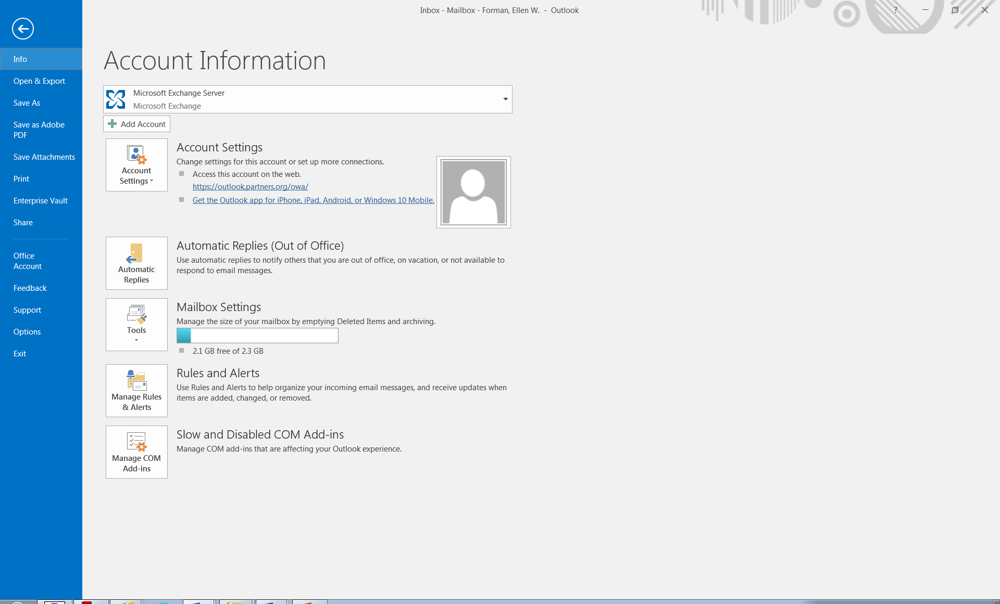 Inbox - Mailbox - Forman, Ellen W. - Outlook
?
Info
Open & Export
Save As
Save as Adobe
PDF
Save Attachments
Print
Enterprise Vault
Share
Office
Account
Feedback
Support
Options
Exit
Account Information
Microsoft Exchange Server
Microsoft Exchange
Add Account
Account
Settings
Account Settings
Change settings for this account or set up more connections.
Access this account on the web.
https://outlook.partners.org/owa/
Get the Outlook app for iPhone, iPad, Android, or Windows 10 Mobile.
Automatic
Replies
Automatic Replies (Out of Office)
Use automatic replies to notify others that you are out of office, on vacation, or not available to
respond to email messages.
Tools
Mailbox Settings
Manage the size of your mailbox by emptying Deleted Items and archiving.
2.1 GB free of 2.3 GB
Manage Rules
& Alerts
Rules and Alerts
Use Rules and Alerts to help organize your incoming email messages, and receive updates when
items are added, changed, or removed.
Manage COM
Add-ins
Slow and Disabled COM Add-ins
Manage COM add-ins that are affecting your Outlook experience.